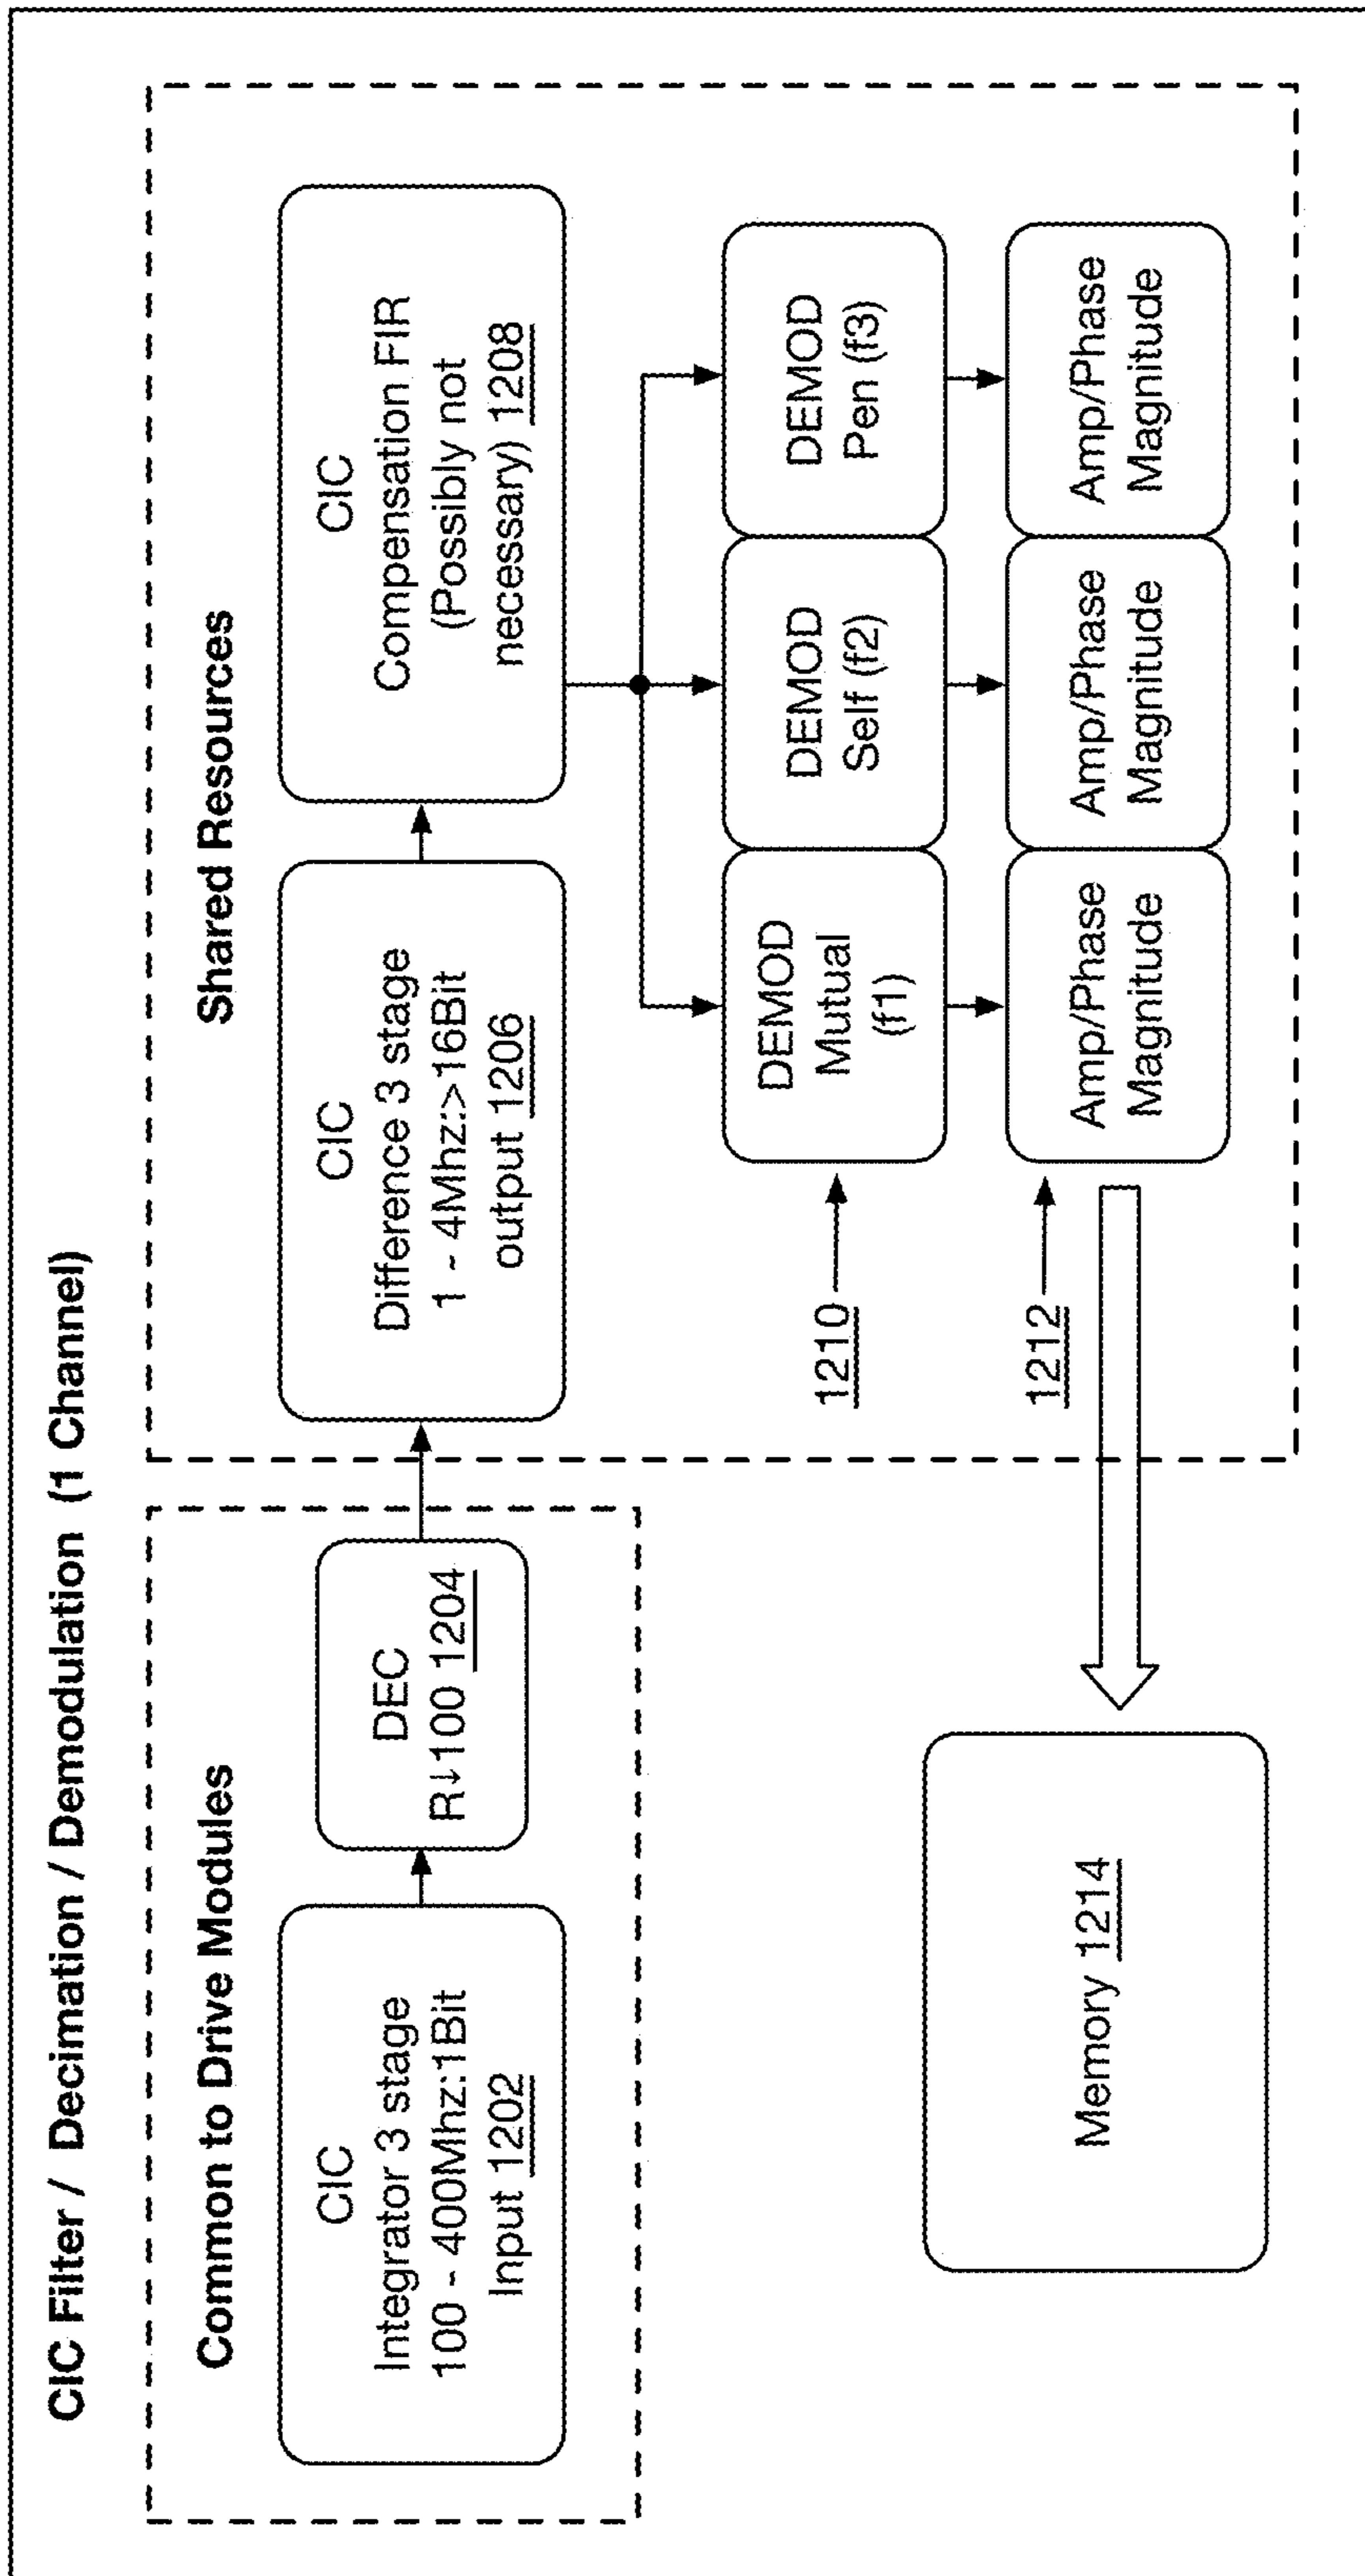 CIC Filter / Decimation / Demodulation (1 Channel)
Common to Drive Modules
CIC
Integrator 3 stage
100 - 400Mhz:1Bit
Input 1202
DEC
R↓100 1204
Shared Resources
CIC
Difference 3 stage
1 - 4Mhz:>16Bit
output 1206
CIC
Compensation FIR
(Possibly not
necessary) 1208
1210
DEMOD
Mutual
(f1)
DEMOD
Self (f2)
DEMOD
Pen (f3)
1212
Amp/Phase
Magnitude
Amp/Phase
Magnitude
Amp/Phase
Magnitude
Memory 1214